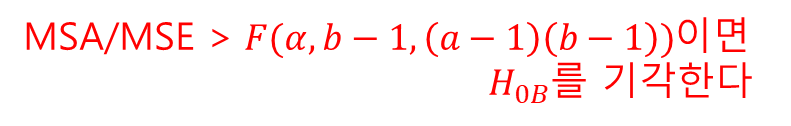 MSA/MSE > F(α, b − 1, (a − 1)(b − 1))이면
H₀B를 기각한다